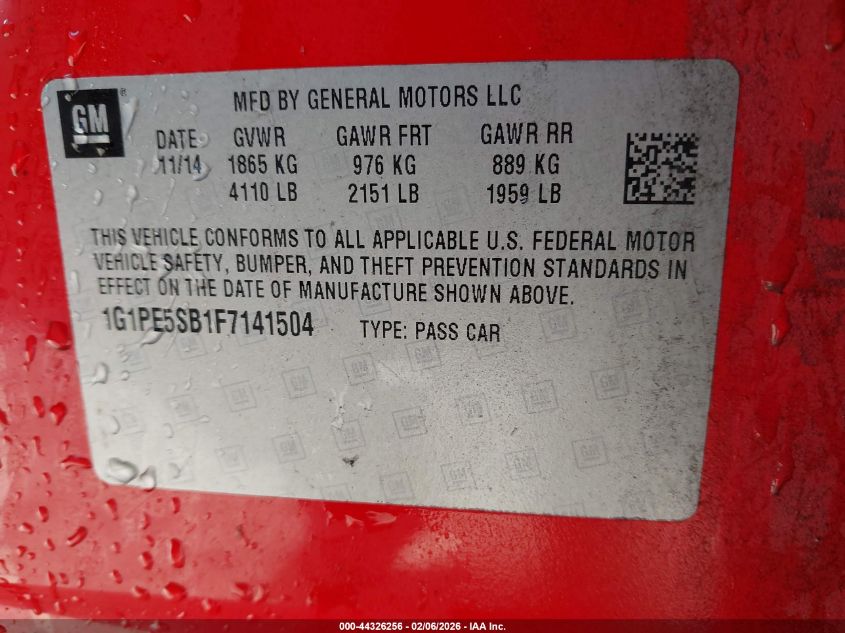 GM
MFD BY GENERAL MOTORS LLC
DATE GVWR GAWR FRT GAWR RR
11/14 1865 KG 976 KG 889 KG
4110 LB 2151 LB 1959 LB
THIS VEHICLE CONFORMS TO ALL APPLICABLE U.S. FEDERAL MOTOR
VEHICLE SAFETY, BUMPER, AND THEFT PREVENTION STANDARDS IN
EFFECT ON THE DATE OF MANUFACTURE SHOWN ABOVE.
1G1PE5SB1F7141504 TYPE: PASS CAR
000-44326256 - 02/06/2026 - IAA Inc.